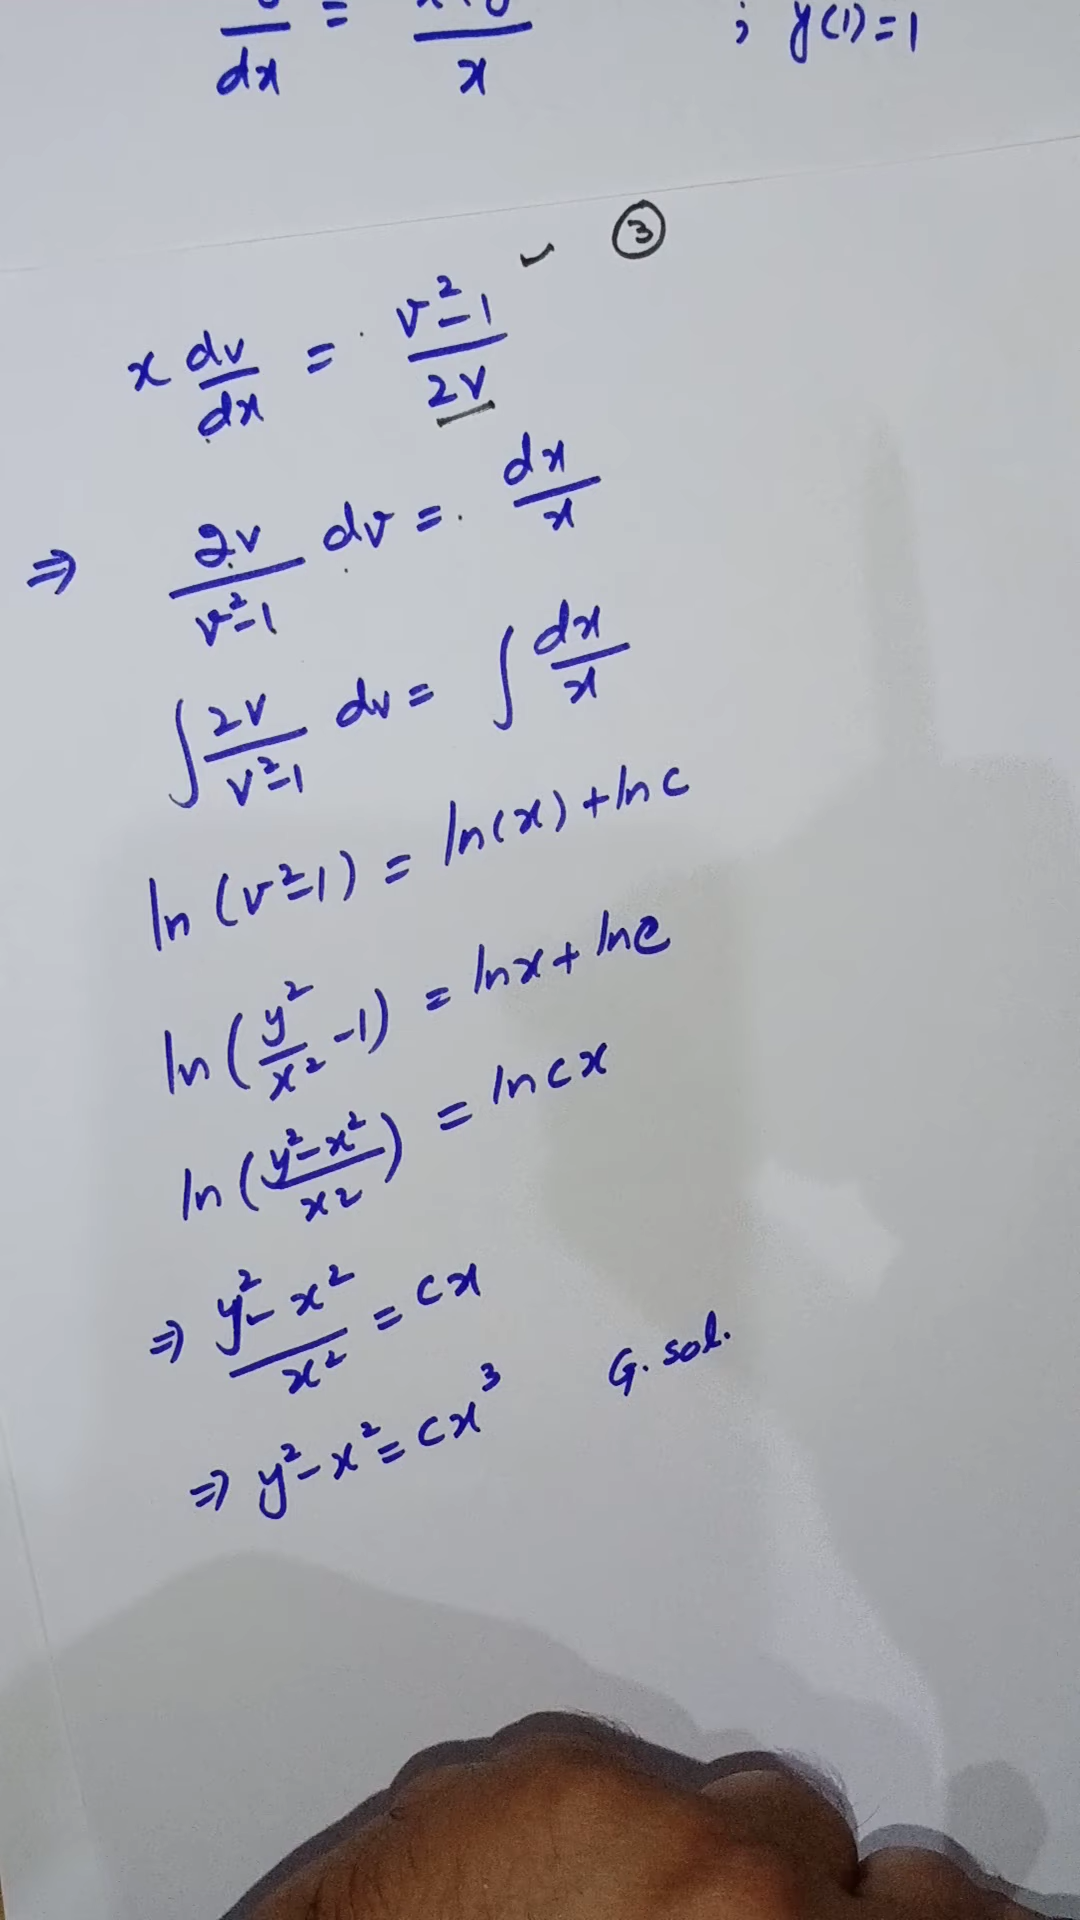 dy/dx = x+y/x ; y(1)=1
③
x dv/dx = v²-1/2v
⇒ 2v/v²-1 dv = dx/x
∫ 2v/v²-1 dv = ∫ dx/x
ln (v²-1) = ln(x) + ln c
ln (y²/x² -1) = ln x + ln c
ln (y²-x²/x²) = ln cx
⇒ y²-x²/x² = cx
⇒ y²-x² = cx³ G. sol.